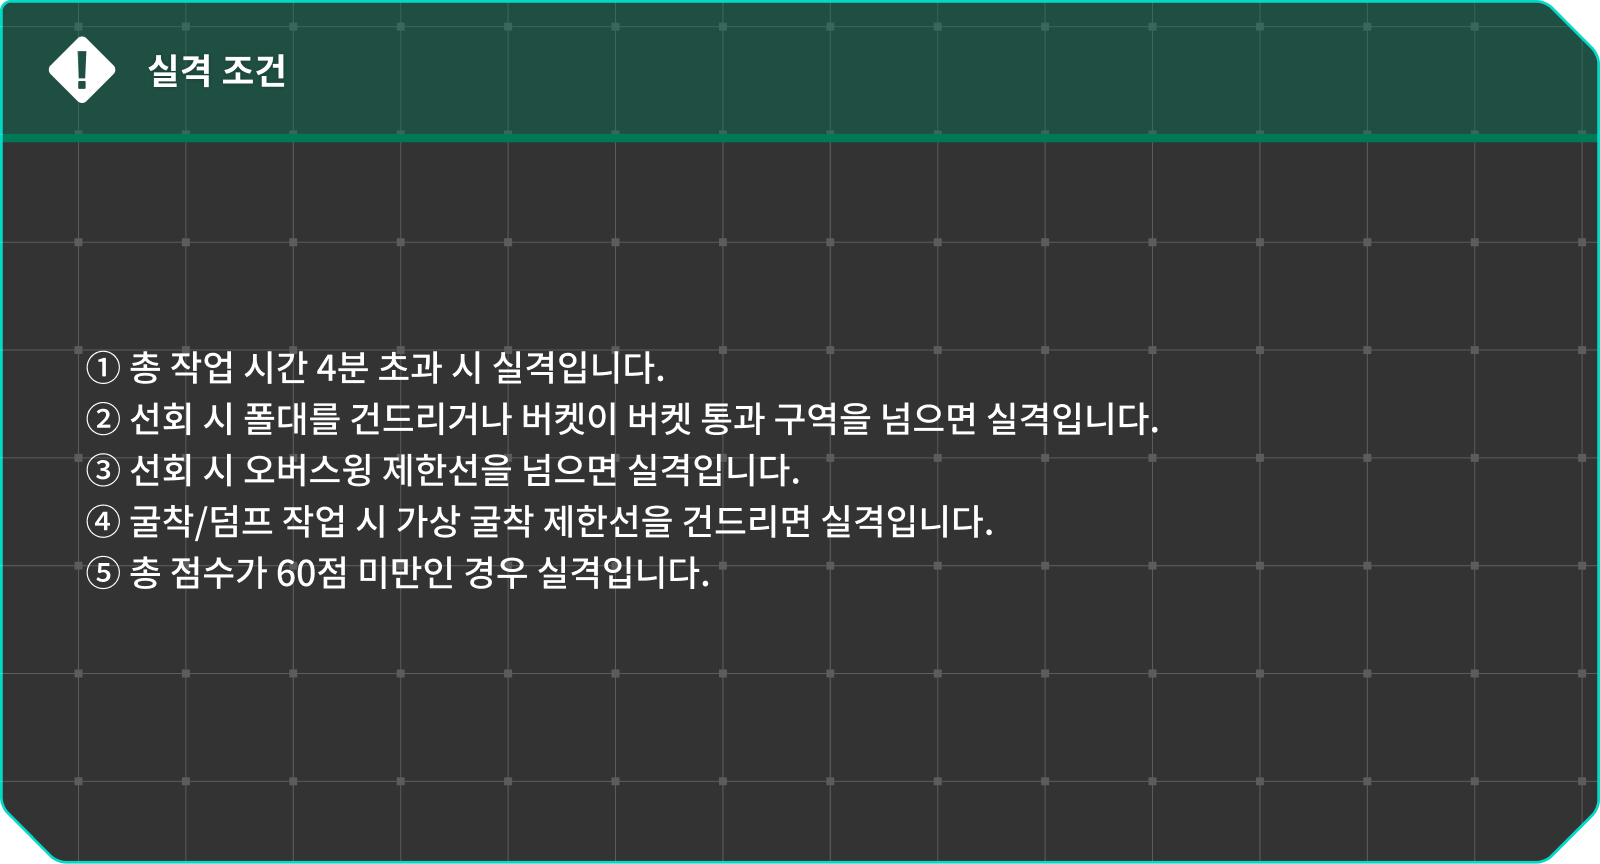 실격 조건
① 총 작업 시간 4분 초과 시 실격입니다.
② 선회 시 폴대를 건드리거나 버켓이 버켓 통과 구역을 넘으면 실격입니다.
③ 선회 시 오버스윙 제한선을 넘으면 실격입니다.
④ 굴착/덤프 작업 시 가상 굴착 제한선을 건드리면 실격입니다.
⑤ 총 점수가 60점 미만인 경우 실격입니다.